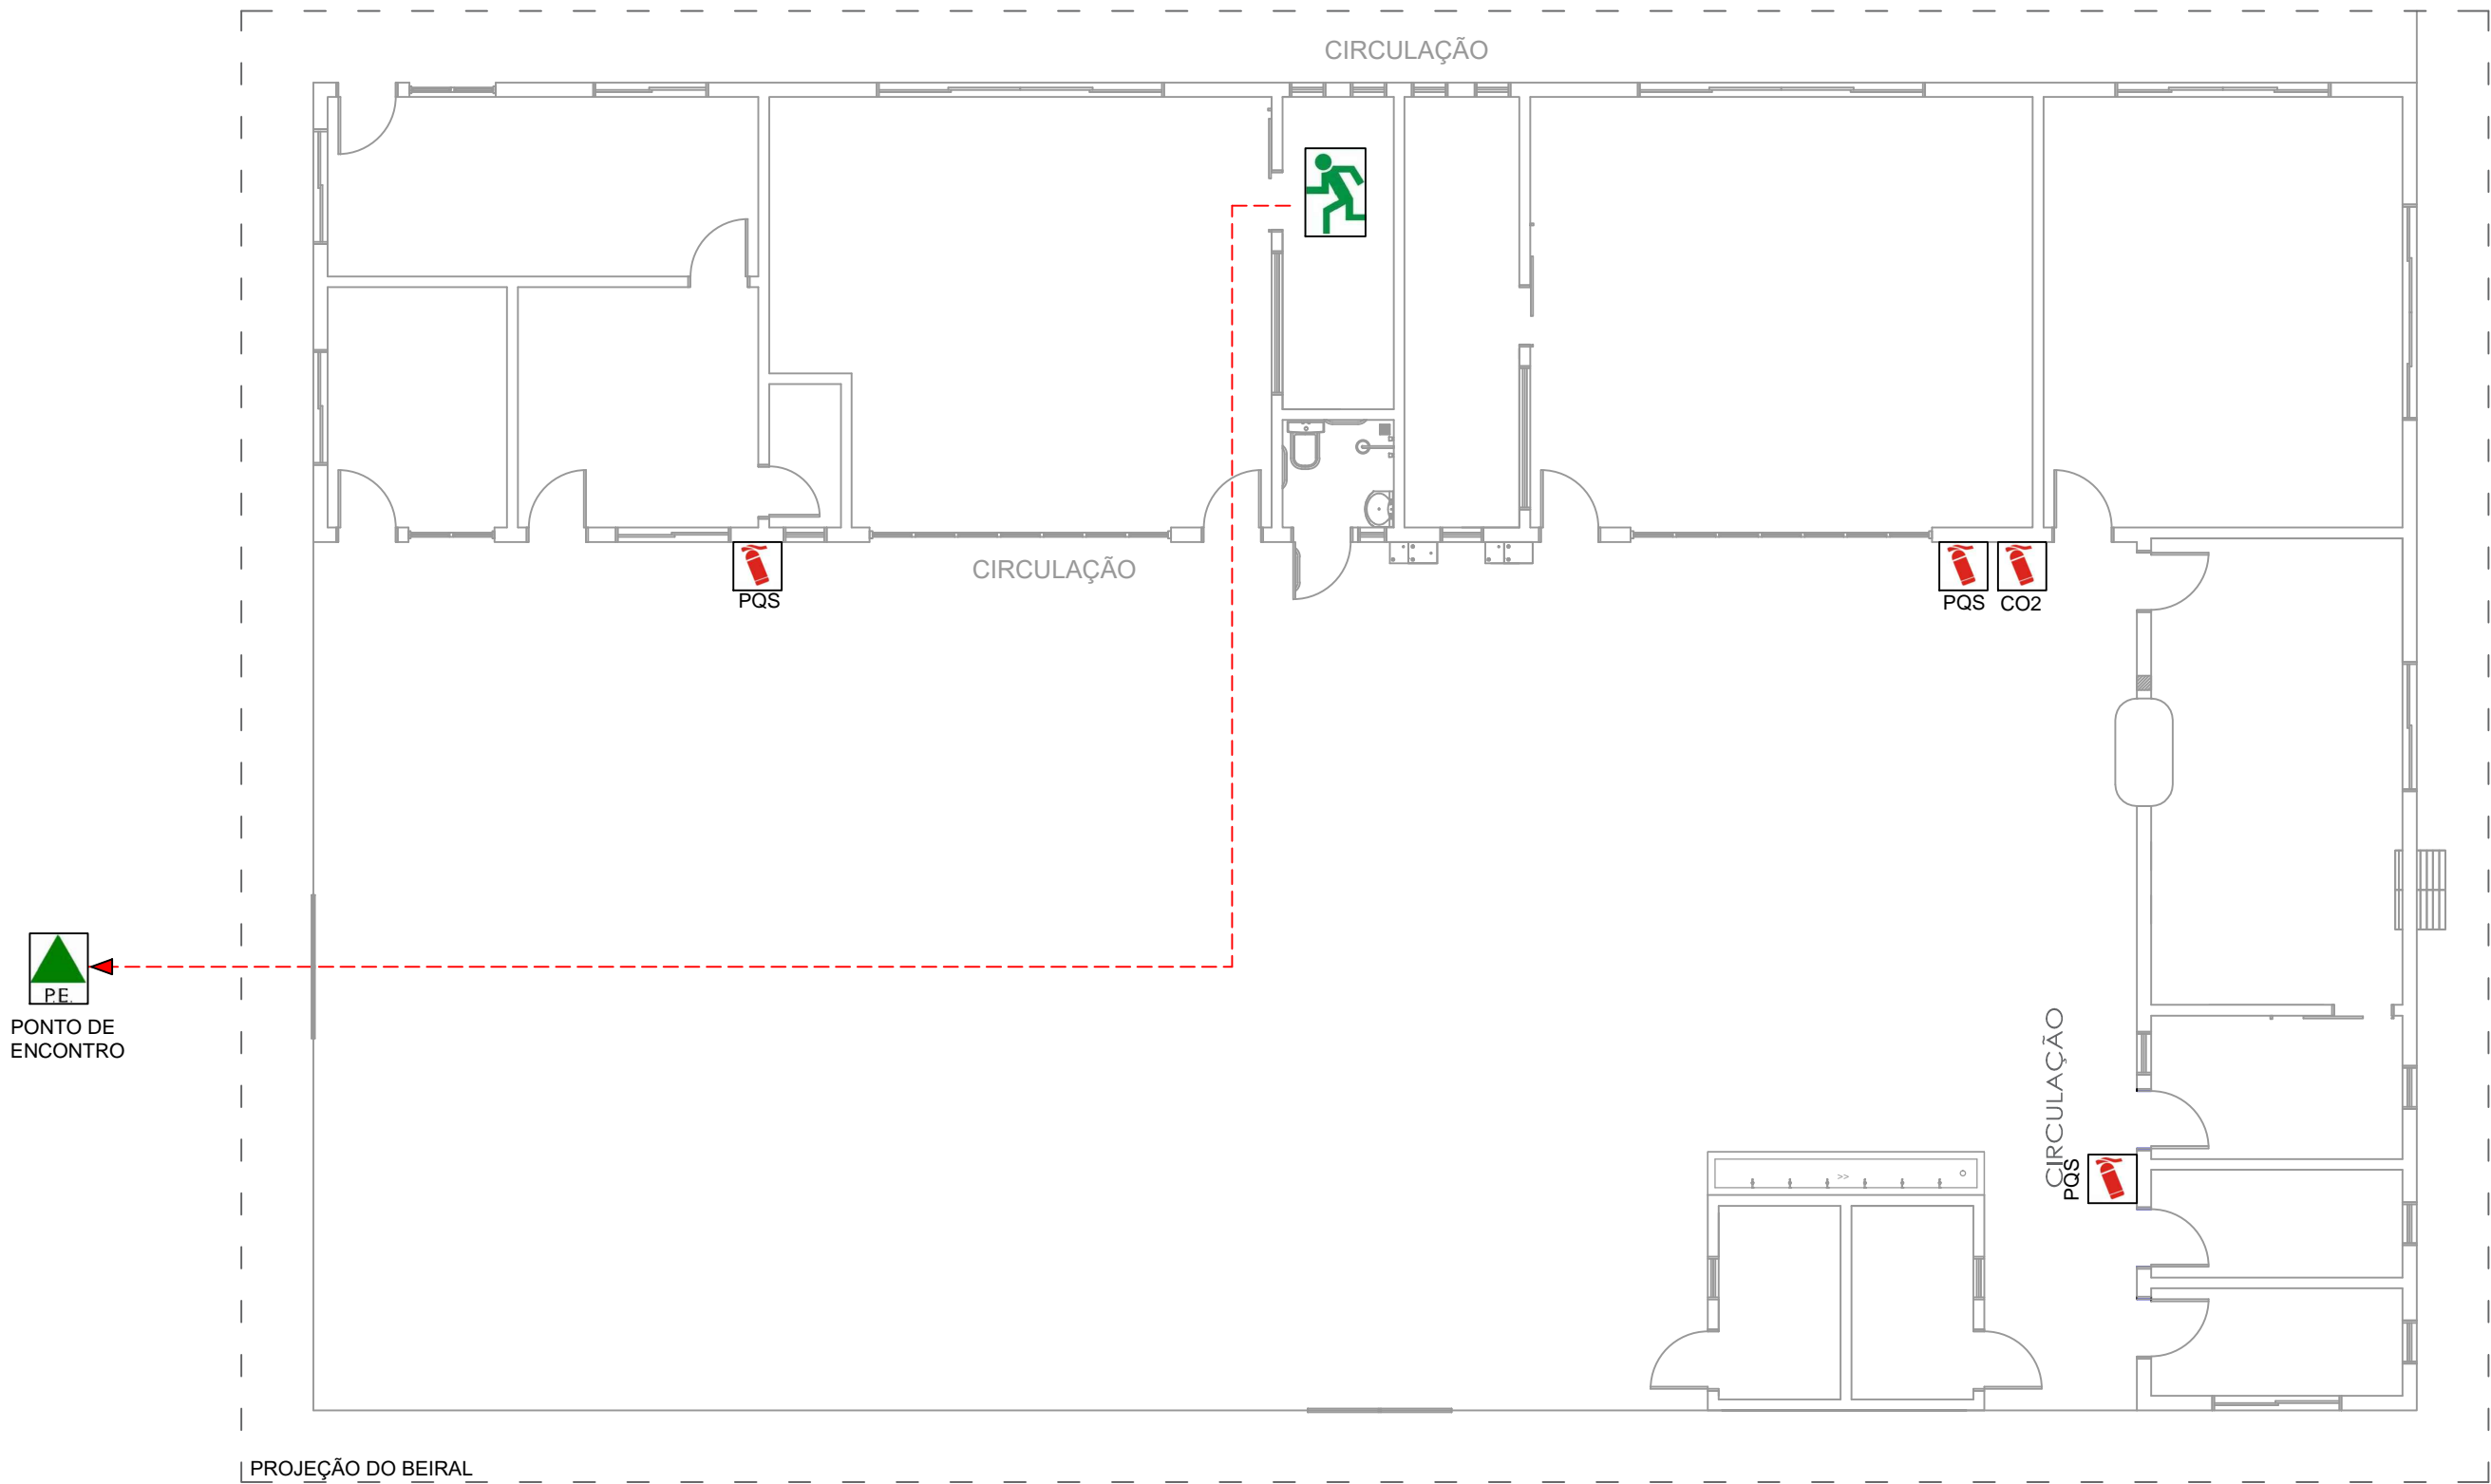 CIRCULAÇÃO
CIRCULAÇÃO
PQS
PQS
CO2
P.E.
PONTO DE
ENCONTRO
CIRCULAÇÃO
PQS
>>
PROJEÇÃO DO BEIRAL